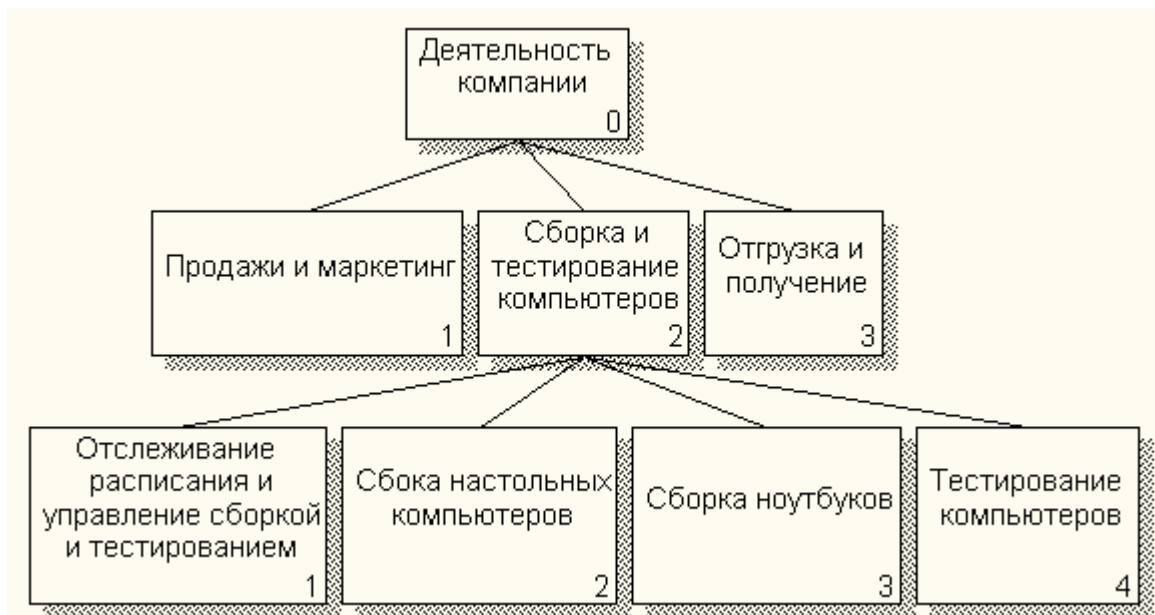 Деятельность
компании
0
Продажи и маркетинг
1
Сборка и
тестирование
компьютеров
2
Отгрузка и
получение
3
Отслеживание
расписания и
управление сборкой
и тестированием
1
Сбока настольных
компьютеров
2
Сборка ноутбуков
3
Тестирование
компьютеров
4